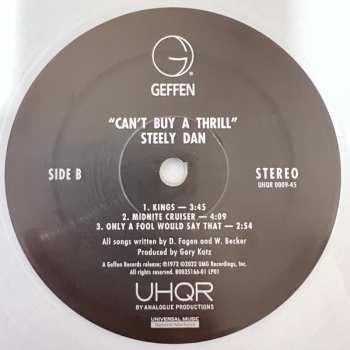 G
GEFFEN
"CAN'T BUY A THRILL"
STEELY DAN
SIDE B
STEREO
UHQR 0009-45
1. KINGS — 3:45
2. MIDNITE CRUISER — 4:09
3. ONLY A FOOL WOULD SAY THAT — 2:54
All songs written by D. Fagen and W. Becker
Produced by Gary Katz
A Geffen Records release; ℗1972 ©2022 UMG Recordings, Inc.
All rights reserved. B0035166-01 LP01
UHQR
BY ANALOGUE PRODUCTIONS
UNIVERSAL MUSIC
Special Markets